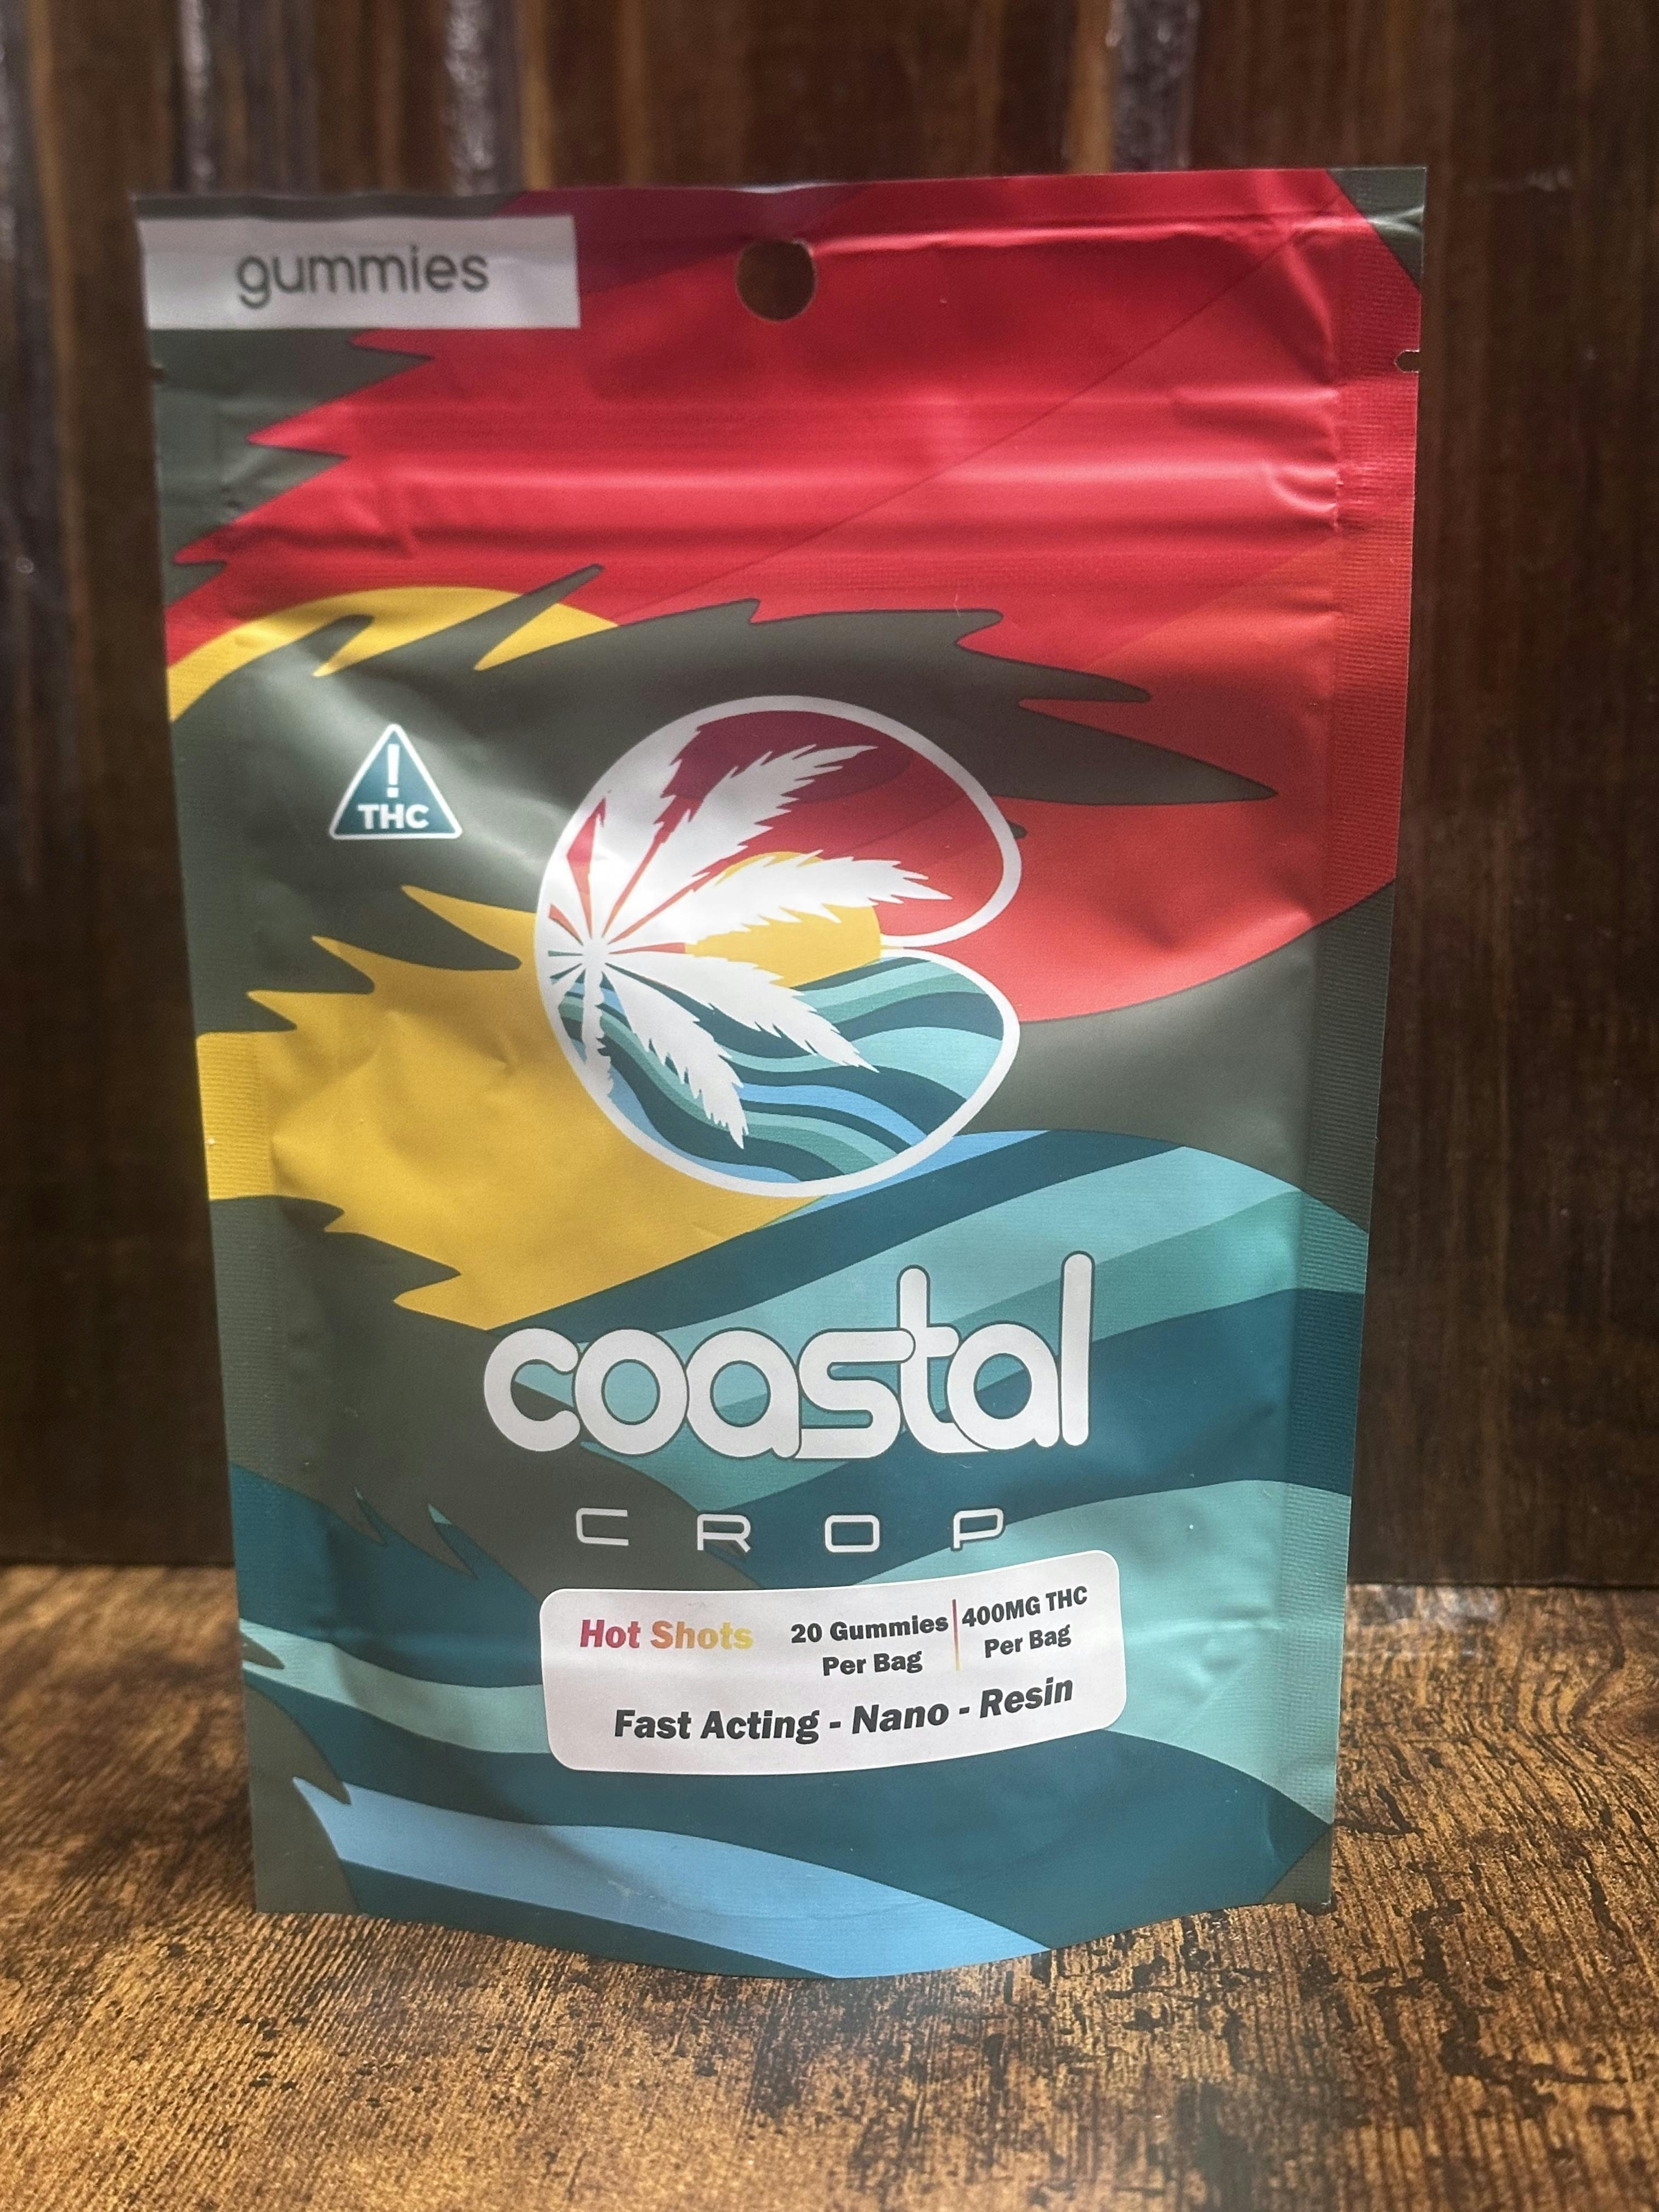 gummies
!
THC
coastal
CROP
Hot Shots
20 Gummies
Per Bag
400MG THC
Per Bag
Fast Acting - Nano - Resin